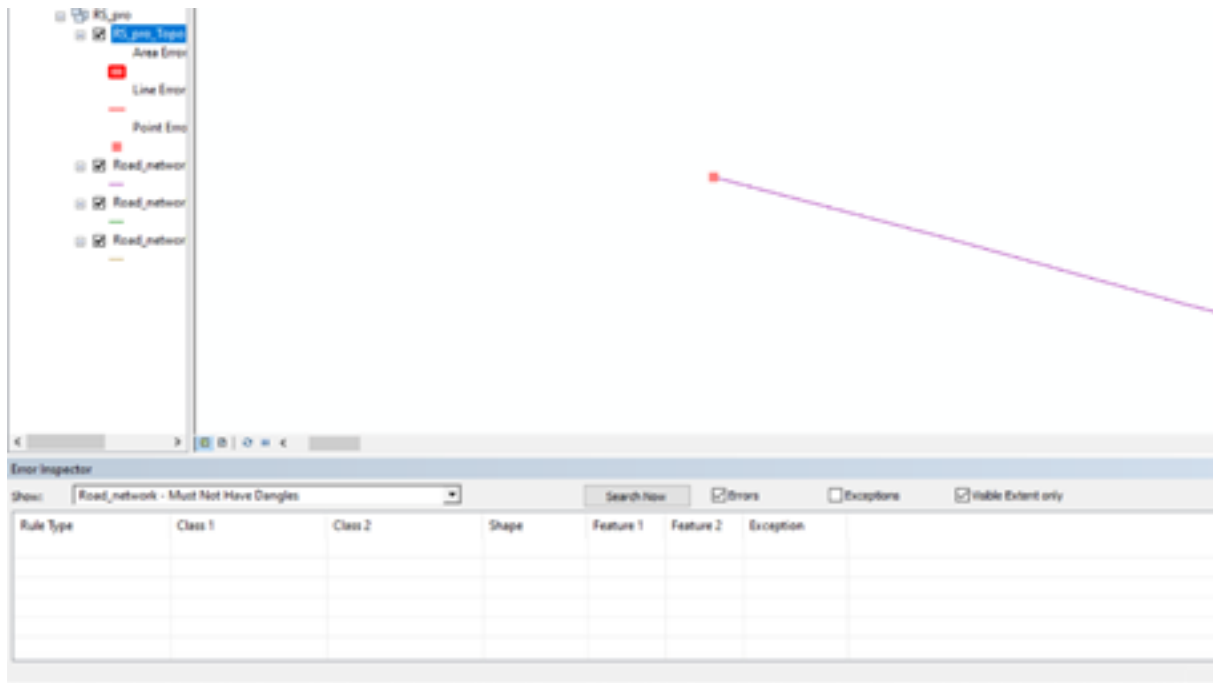 RS_pro
RS_pro_Topo
Area Error
Line Error
Point Erro
Road_networ
Road_networ
Road_networ
Error Inspector
Show: Road_network - Must Not Have Dangles Search Now Errors Exceptions Visible Extent only
Rule Type Class 1 Class 2 Shape Feature 1 Feature 2 Exception